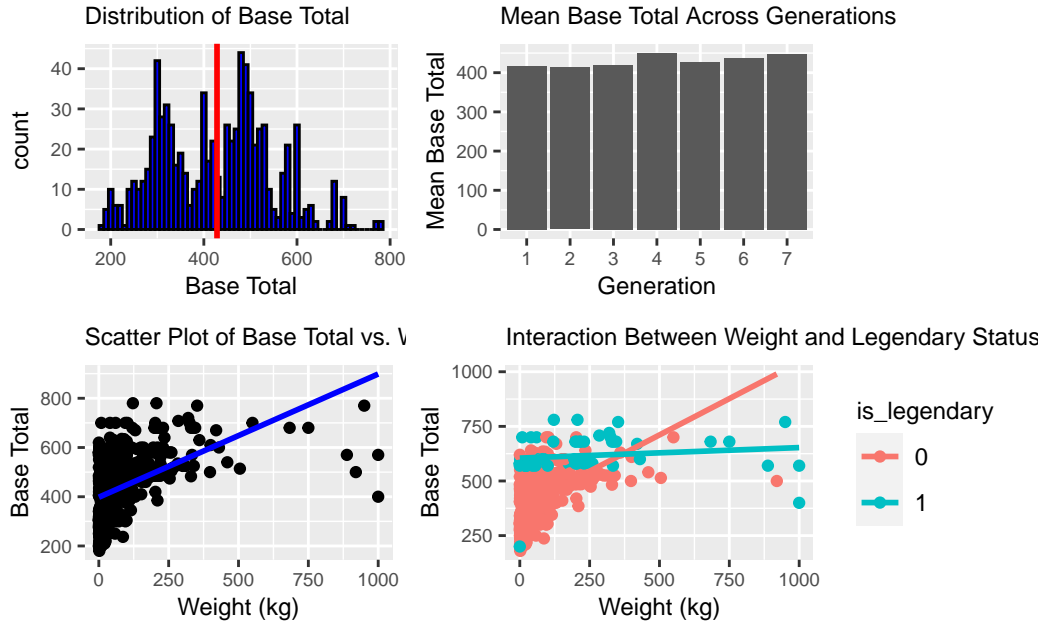 Distribution of Base Total
Mean Base Total Across Generations
count
40
30
20
10
0
200 400 600 800
Base Total
Mean Base Total
400
300
200
100
0
1 2 3 4 5 6 7
Generation
Scatter Plot of Base Total vs.
Interaction Between Weight and Legendary Status
Base Total
800
600
400
200
0 250 500 750 1000
Weight (kg)
Base Total
1000
750
500
250
0 250 500 750 1000
Weight (kg)
is_legendary
0
1